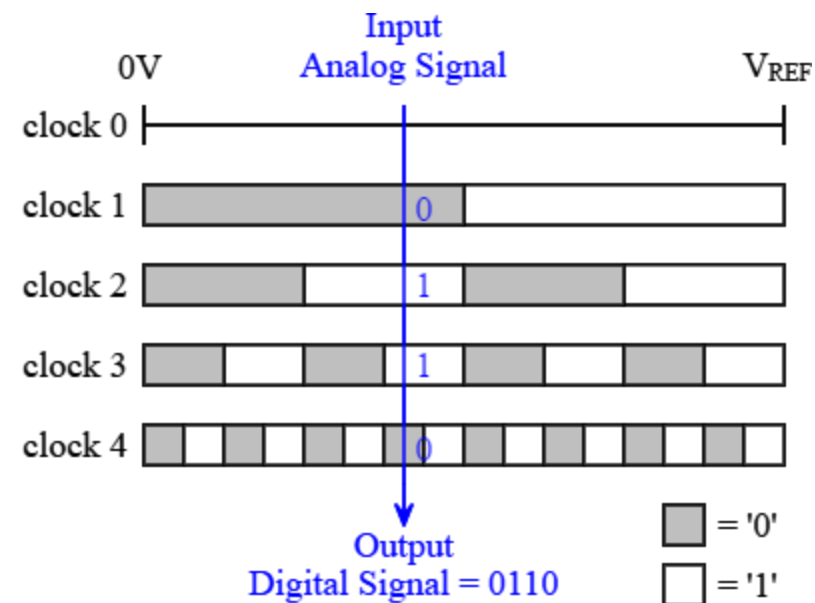 Input
Analog Signal
0V
V_REF
clock 0
clock 1
0
clock 2
1
clock 3
1
clock 4
0
= '0'
Output
Digital Signal = 0110
= '1'